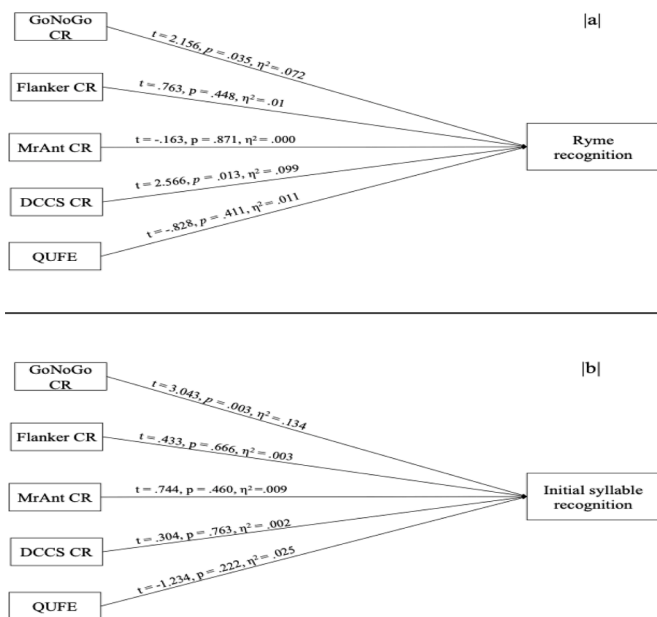 |a|
GoNoGo
CR
t = 2.156, p = .035, η² = .072
Flanker CR
t = .763, p = .448, η² = .01
MrAnt CR
t = -.163, p = .871, η² = .000
Ryme
recognition
DCCS CR
t = 2.566, p = .013, η² = .099
QUFE
t = -.828, p = .411, η² = .011
|b|
GoNoGo
CR
t = 3.043, p = .003, η² = .134
Flanker CR
t = .433, p = .666, η² = .003
MrAnt CR
t = .744, p = .460, η² =.009
Initial syllable
recognition
DCCS CR
t = .304, p = .763, η² = .002
QUFE
t = -1.234, p = .222, η² = .025